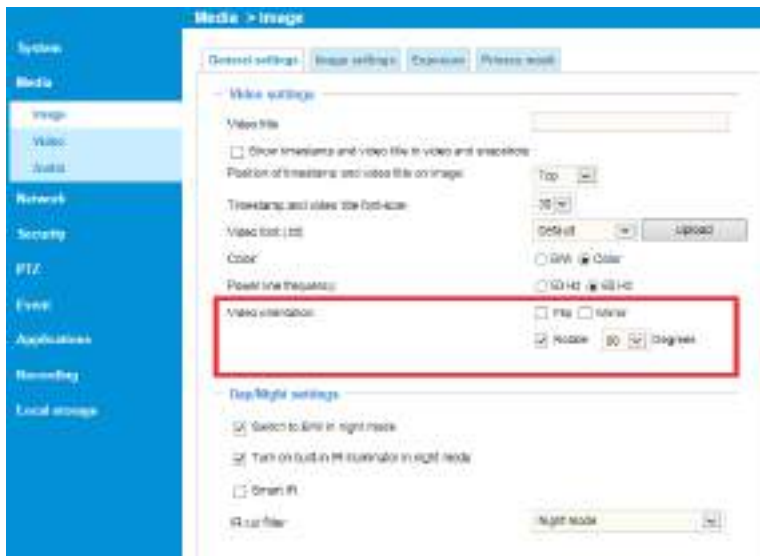 Media > Image
System
Media
Image
Video
Audio
Network
Security
PTZ
Event
Applications
Recording
Local storage
General settings Image settings Exposure Privacy mask
Video settings
Video title
Show timestamp and video title in video and snapshots
Position of timestamp and video title on image: Top
Timestamp and video title font size: 30
Video font (.ttf) Default Upload
Color: B/W Color
Power line frequency: 50 Hz 60 Hz
Video orientation: Flip Mirror
Rotate Degrees
Day/Night settings
Switch to B/W in night mode
Turn on built-in IR illuminator in night mode
Smart IR
IR cut filter Night mode